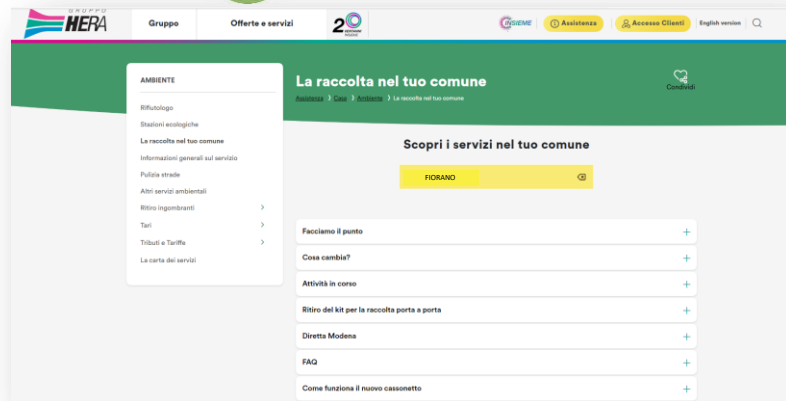 GRUPPO
HERA
Gruppo
Offerte e servizi
20
INSIEME
Assistenza
Accesso Clienti
English version
AMBIENTE
Rifiutologo
Stazioni ecologiche
La raccolta nel tuo comune
Informazioni generali sul servizio
Pulizia strade
Altri servizi ambientali
Ritiro ingombranti
Tari
Tributi e Tariffe
La carta dei servizi
La raccolta nel tuo comune
Assistenza > Casa > Ambiente > La raccolta nel tuo comune
Condividi
Scopri i servizi nel tuo comune
FIORANO
Facciamo il punto
Cosa cambia?
Attività in corso
Ritiro del kit per la raccolta porta a porta
Diretta Modena
FAQ
Come funziona il nuovo cassonetto